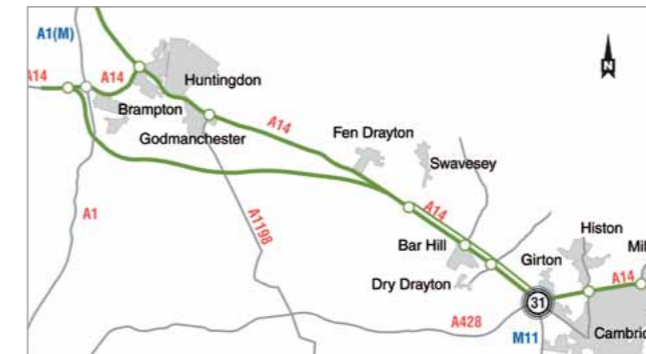 A1(M)
A14
A14
Huntingdon
Brampton
Godmanchester
A14
Fen Drayton
Swavesey
N
A1
A1198
A14
Bar Hill
Histon
Girton
Mil
Dry Drayton
A14
31
A428
M11
Cambrid